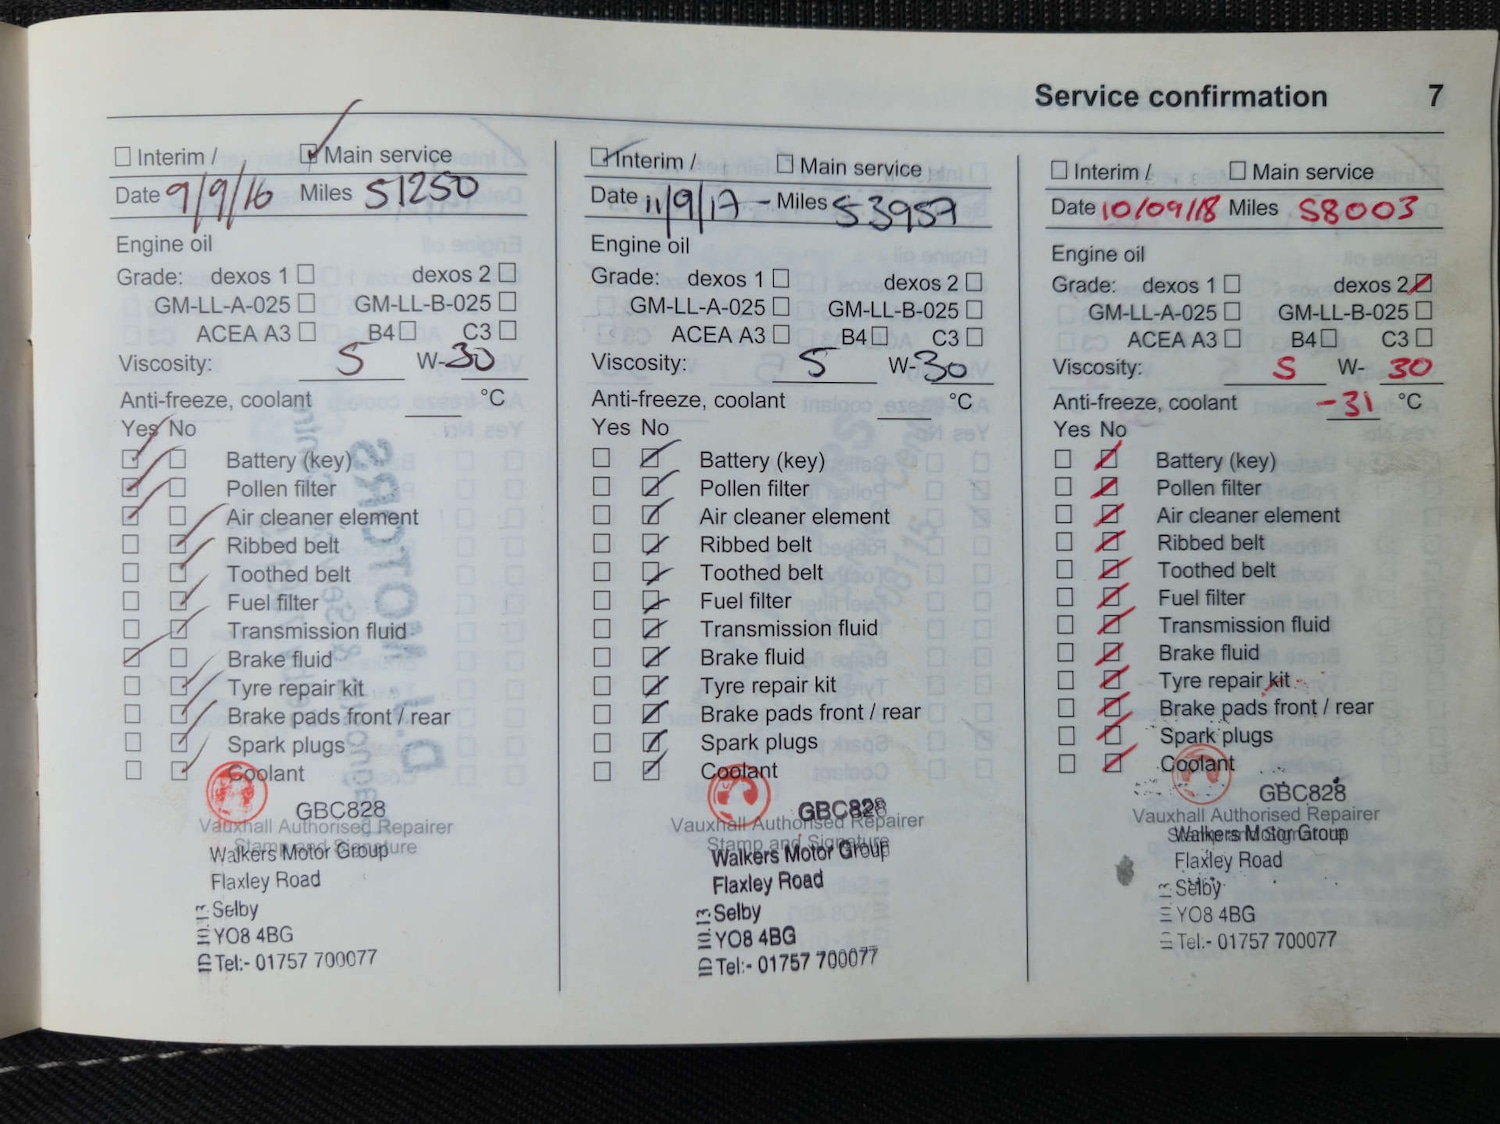 Service confirmation 7
Interim / Main service
Date 9/9/16 Miles 51250
Engine oil
Grade: dexos 1 dexos 2
GM-LL-A-025 GM-LL-B-025
ACEA A3 B4 C3
Viscosity: 5 W-30
Anti-freeze, coolant °C
Yes No
Battery (key)
Pollen filter
Air cleaner element
Ribbed belt
Toothed belt
Fuel filter
Transmission fluid
Brake fluid
Tyre repair kit
Brake pads front / rear
Spark plugs
Coolant
GBC828
Vauxhall Authorised Repairer
Stamp and Signature
Walkers Motor Group
Flaxley Road
Selby
YO8 4BG
Tel:- 01757 700077
Interim / Main service
Date 11/9/17 - Miles 53957
Engine oil
Grade: dexos 1 dexos 2
GM-LL-A-025 GM-LL-B-025
ACEA A3 B4 C3
Viscosity: 5 W-30
Anti-freeze, coolant °C
Yes No
Battery (key)
Pollen filter
Air cleaner element
Ribbed belt
Toothed belt
Fuel filter
Transmission fluid
Brake fluid
Tyre repair kit
Brake pads front / rear
Spark plugs
Coolant
GBC828
Vauxhall Authorised Repairer
Stamp and Signature
Walkers Motor Group
Flaxley Road
Selby
YO8 4BG
Tel:- 01757 700077
Interim / Main service
Date 10/09/18 Miles 58003
Engine oil
Grade: dexos 1 dexos 2
GM-LL-A-025 GM-LL-B-025
ACEA A3 B4 C3
Viscosity: 5 W- 30
Anti-freeze, coolant -31 °C
Yes No
Battery (key)
Pollen filter
Air cleaner element
Ribbed belt
Toothed belt
Fuel filter
Transmission fluid
Brake fluid
Tyre repair kit
Brake pads front / rear
Spark plugs
Coolant
GBC828
Vauxhall Authorised Repairer
Stamp and Signature
Walkers Motor Group
Flaxley Road
Selby
YO8 4BG
Tel:- 01757 700077